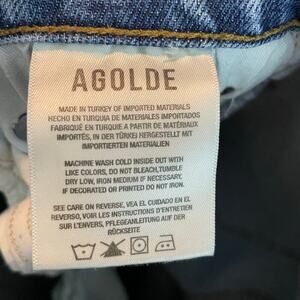 AGOLDE
MADE IN TURKEY OF IMPORTED MATERIALS
HECHO EN TURQUIA DE MATERIALES IMPORTADOS
FABRIQUÉ EN TURQUIE A PARTIR DE MATÉRIAUX
IMPORTÉS, IN DER TÜRKEI HERGESTELLT MIT
IMPORTIERTEN MATERIALIEN
MACHINE WASH COLD INSIDE OUT WITH
LIKE COLORS, DO NOT BLEACH,TUMBLE
DRY LOW, IRON MEDIUM IF NECESSARY.
IF DECORATED OR PRINTED DO NOT IRON.
SEE CARE ON REVERSE, VEA EL CUIDADO EN EL
REVERSO, VOIR LES INSTRUCTIONS D'ENTRETIEN
SUR L'ENVERS, PFLEGEANLEITUNG AUF DER
RÜCKSEITE